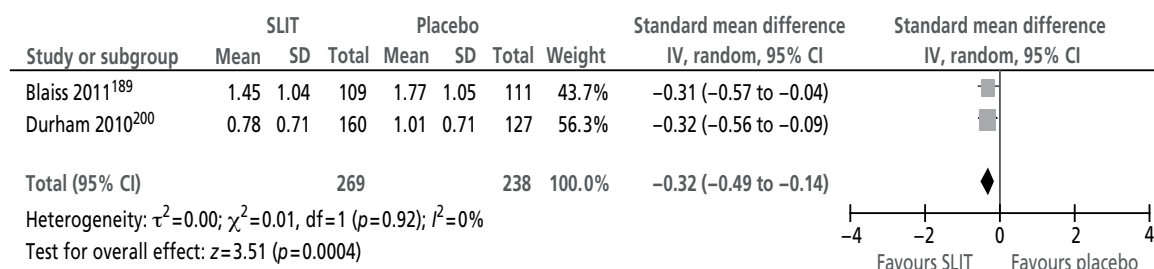 SLIT Placebo Standard mean difference Standard mean difference
Study or subgroup Mean SD Total Mean SD Total Weight IV, random, 95% CI IV, random, 95% CI
Blaiss 2011¹⁸⁹ 1.45 1.04 109 1.77 1.05 111 43.7% −0.31 (−0.57 to −0.04)
Durham 2010²⁰⁰ 0.78 0.71 160 1.01 0.71 127 56.3% −0.32 (−0.56 to −0.09)
Total (95% CI) 269 238 100.0% −0.32 (−0.49 to −0.14)
Heterogeneity: τ²=0.00; χ²=0.01, df=1 (p=0.92); I²=0%
Test for overall effect: z=3.51 (p=0.0004)
−4 −2 0 2 4
Favours SLIT Favours placebo